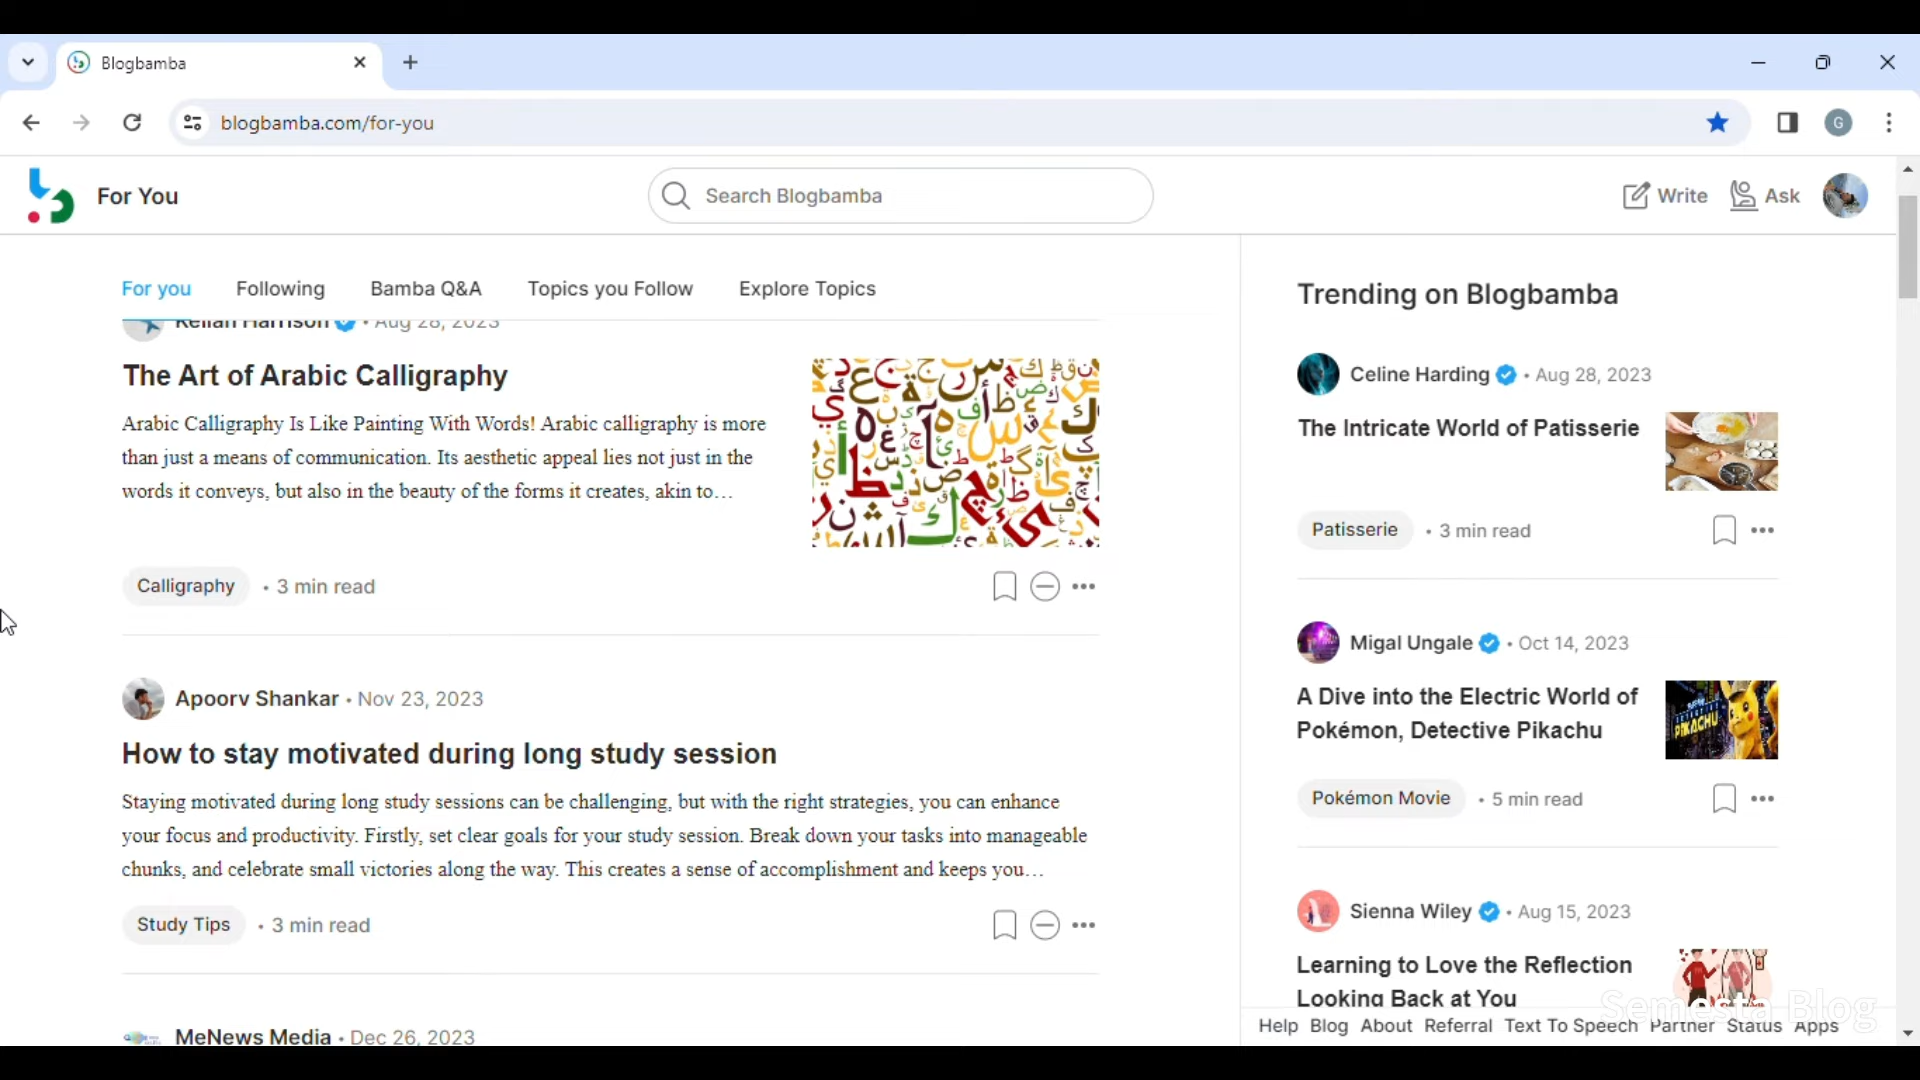 Blogbamba
blogbamba.com/for-you
G
For You
Search Blogbamba
Write
Ask
For you
Following
Bamba Q&A
Topics you Follow
Explore Topics
Kellan Harrison • Aug 28, 2023
The Art of Arabic Calligraphy
Arabic Calligraphy Is Like Painting With Words! Arabic calligraphy is more
than just a means of communication. Its aesthetic appeal lies not just in the
words it conveys, but also in the beauty of the forms it creates, akin to…
Calligraphy • 3 min read
Apoorv Shankar • Nov 23, 2023
How to stay motivated during long study session
Staying motivated during long study sessions can be challenging, but with the right strategies, you can enhance
your focus and productivity. Firstly, set clear goals for your study session. Break down your tasks into manageable
chunks, and celebrate small victories along the way. This creates a sense of accomplishment and keeps you…
Study Tips • 3 min read
MeNews Media • Dec 26, 2023
Trending on Blogbamba
Celine Harding • Aug 28, 2023
The Intricate World of Patisserie
Patisserie • 3 min read
Migal Ungale • Oct 14, 2023
A Dive into the Electric World of
Pokémon, Detective Pikachu
PIKACHU
Pokémon Movie • 5 min read
Sienna Wiley • Aug 15, 2023
Learning to Love the Reflection
Looking Back at You
Semesta Blog
Help Blog About Referral Text To Speech Partner Status Apps